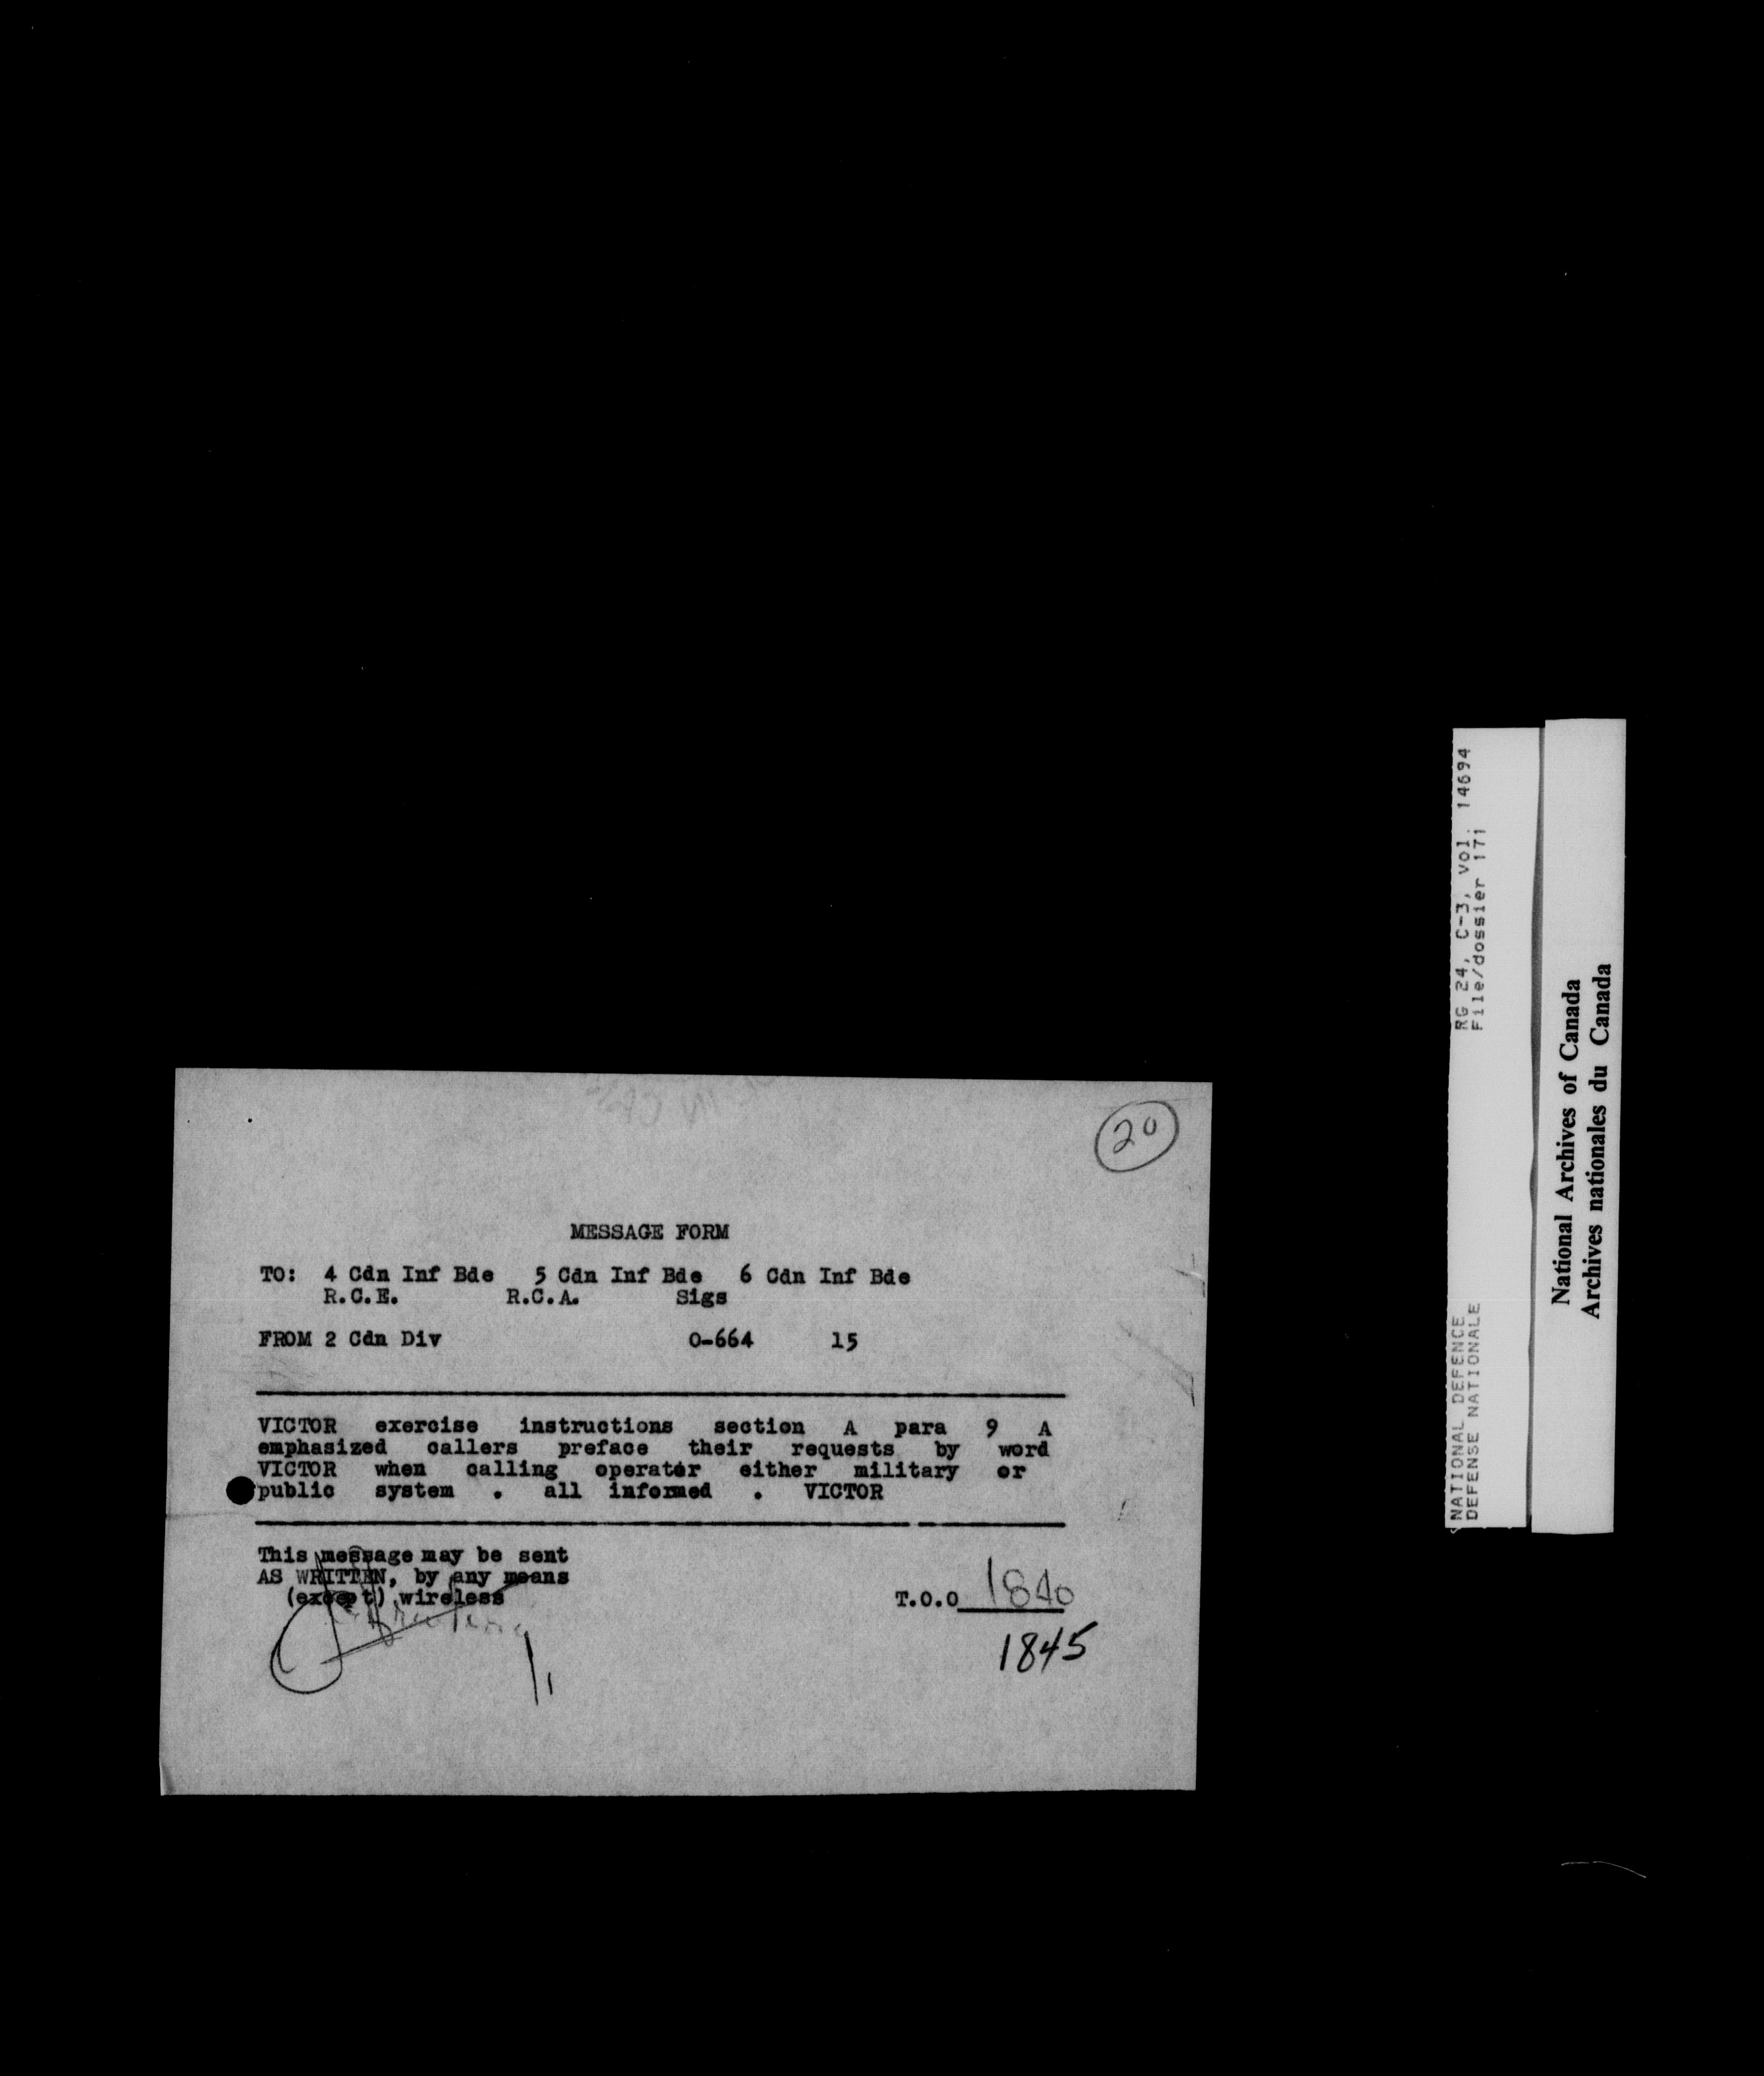 20
MESSAGE FORM
TO: 4 Cdn Inf Bde 5 Cdn Inf Bde 6 Cdn Inf Bde
R.C.E. R.C.A. Sigs
FROM 2 Cdn Div O-664 15
VICTOR exercise instructions section A para 9 A
emphasized callers preface their requests by word
VICTOR when calling operator either military or
public system . all informed . VICTOR
This message may be sent
AS WRITTEN, by any means
(except) wireless
T.O.O 1840
1845
RG 24, C-3, vol. 14694
File/dossier 171
NATIONAL DEFENCE
DEFENSE NATIONALE
National Archives of Canada
Archives nationales du Canada